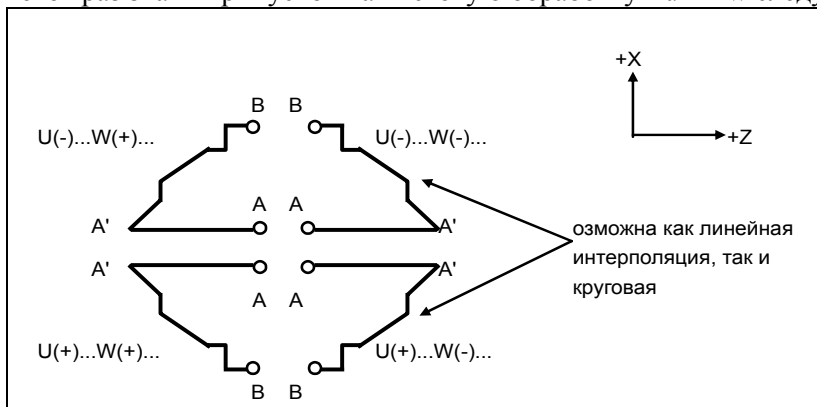 B B
+X
U(-)...W(+)... U(-)...W(-)...
+Z
A A
A' A'
озможна как линейная
A' A'
интерполяция, так и
A A
круговая
U(+)...W(+)... U(+)...W(-)...
B B